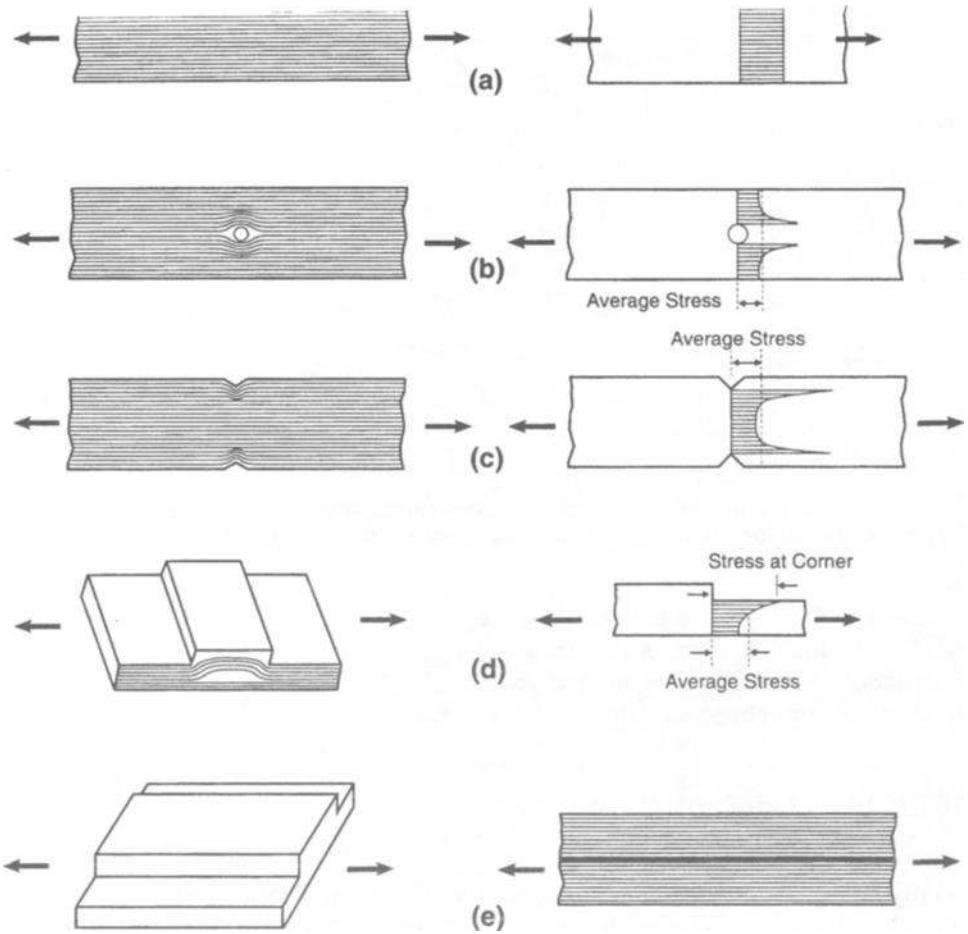 (a)
(b)
Average Stress
Average Stress
(c)
Stress at Corner
(d)
Average Stress
(e)